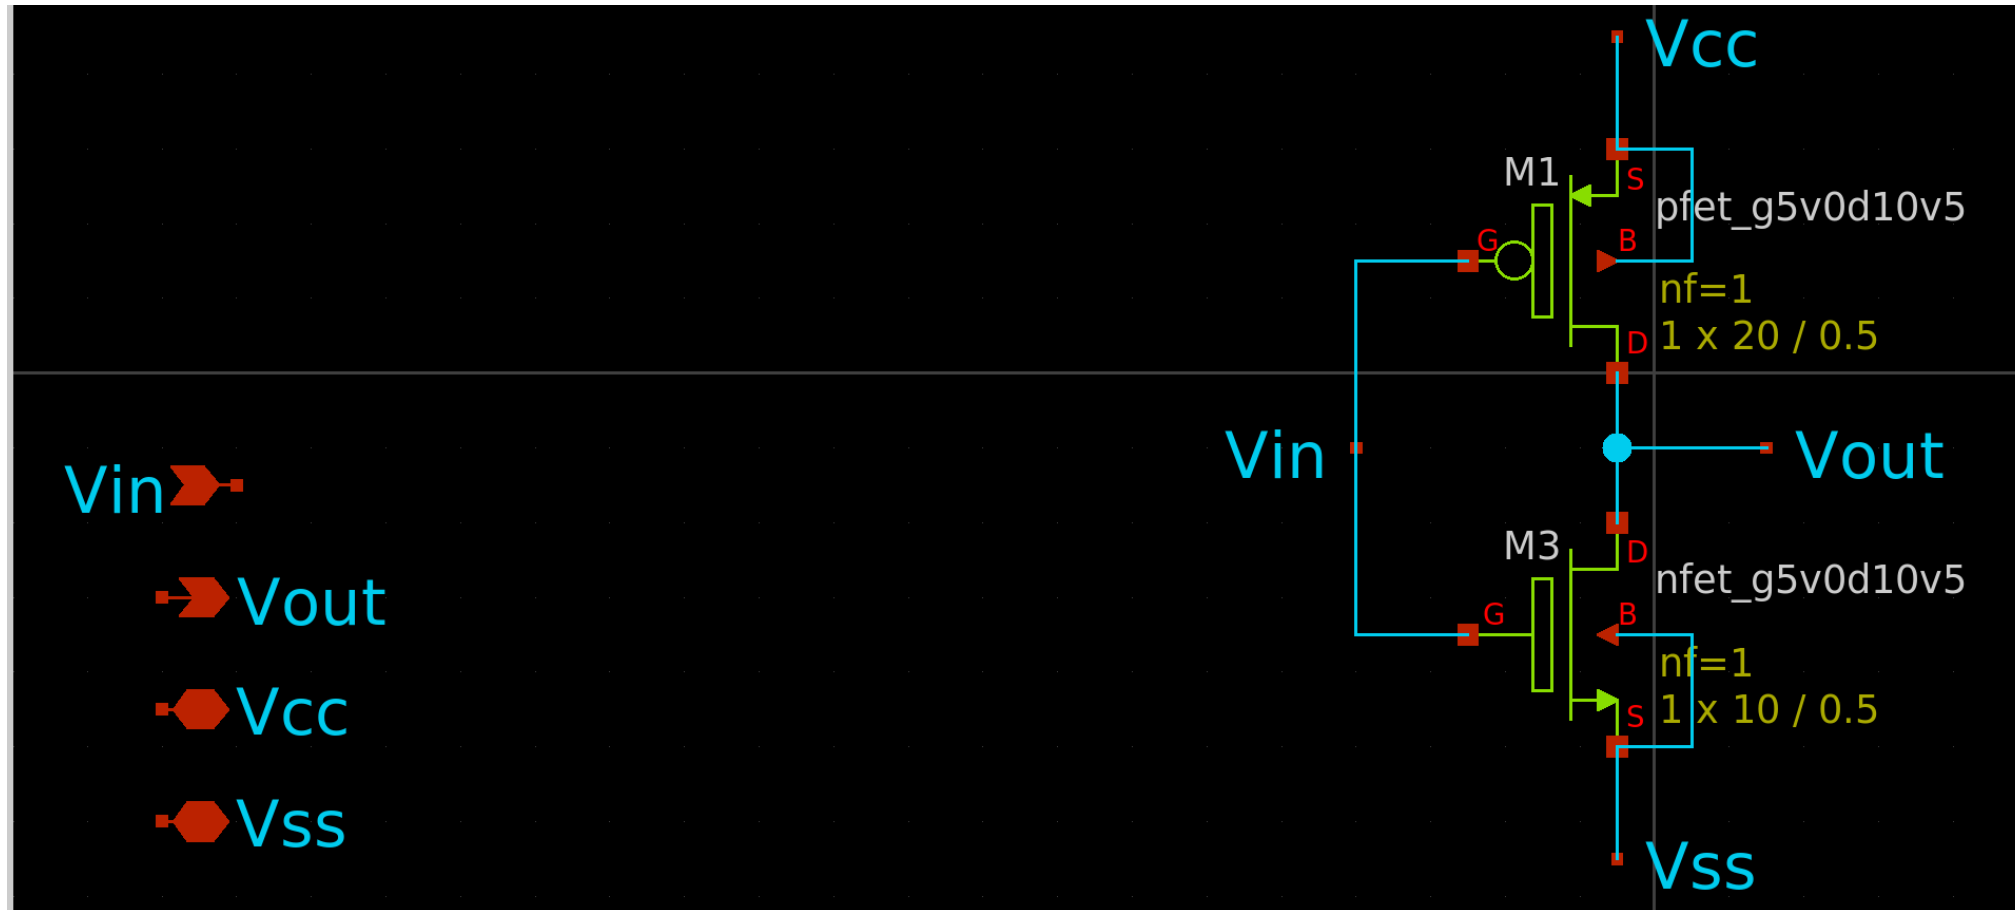 Vcc
M1
S
pfet_g5v0d10v5
G
B
nf=1
1 x 20 / 0.5
D
Vin
Vout
Vin
M3
D
nfet_g5v0d10v5
Vout
G
B
nf=1
S
1 x 10 / 0.5
Vcc
Vss
Vss